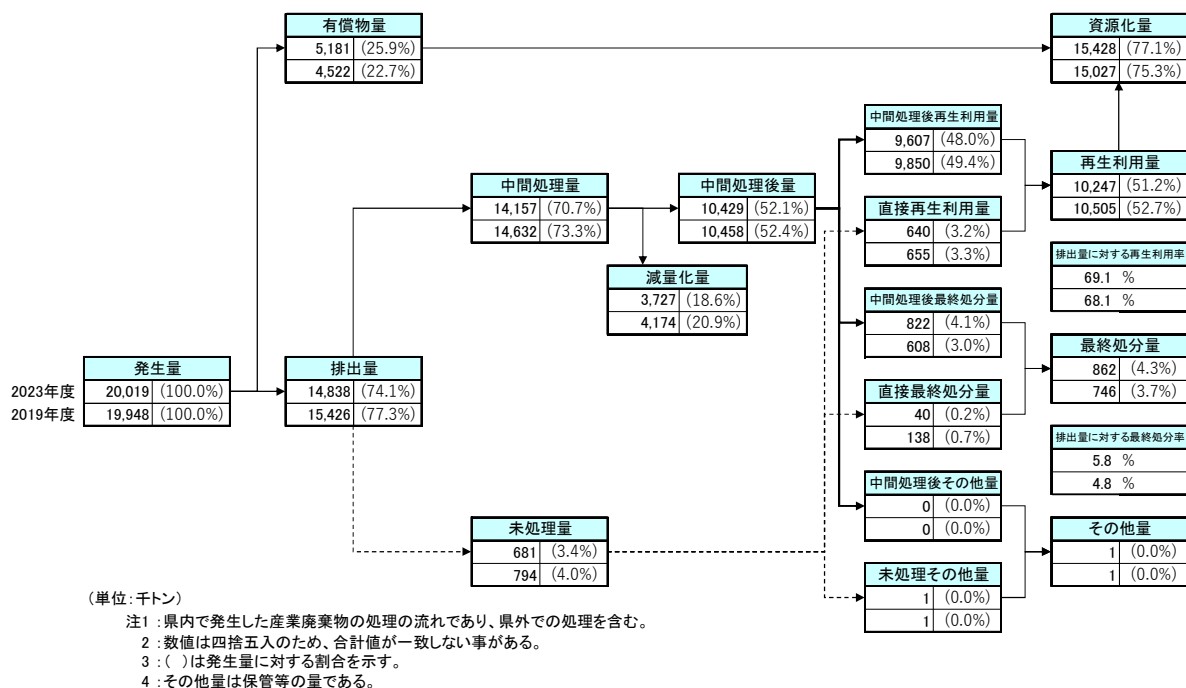 有償物量
5,181 (25.9%)
4,522 (22.7%)
資源化量
15,428 (77.1%)
15,027 (75.3%)
中間処理後再生利用量
9,607 (48.0%)
9,850 (49.4%)
再生利用量
10,247 (51.2%)
10,505 (52.7%)
中間処理量
14,157 (70.7%)
14,632 (73.3%)
中間処理後量
10,429 (52.1%)
10,458 (52.4%)
直接再生利用量
640 (3.2%)
655 (3.3%)
排出量に対する再生利用率
69.1 %
68.1 %
減量化量
3,727 (18.6%)
4,174 (20.9%)
中間処理後最終処分量
822 (4.1%)
608 (3.0%)
最終処分量
862 (4.3%)
746 (3.7%)
発生量
2023年度 20,019 (100.0%)
2019年度 19,948 (100.0%)
排出量
14,838 (74.1%)
15,426 (77.3%)
直接最終処分量
40 (0.2%)
138 (0.7%)
排出量に対する最終処分率
5.8 %
4.8 %
中間処理後その他量
0 (0.0%)
0 (0.0%)
未処理量
681 (3.4%)
794 (4.0%)
その他量
1 (0.0%)
1 (0.0%)
未処理その他量
1 (0.0%)
1 (0.0%)
(単位:千トン)
注1 :県内で発生した産業廃棄物の処理の流れであり、県外での処理を含む。
2 :数値は四捨五入のため、合計値が一致しない事がある。
3 :( )は発生量に対する割合を示す。
4 :その他量は保管等の量である。